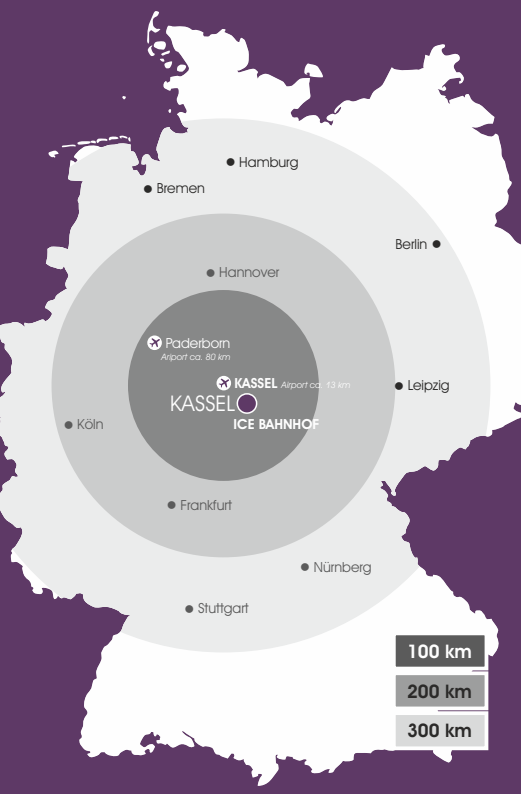 Hamburg
Bremen
Berlin
Hannover
Paderborn
Ariport ca. 80 km
KASSEL Airport ca. 13 km
Leipzig
KASSEL
ICE BAHNHOF
Köln
Frankfurt
Nürnberg
Stuttgart
100 km
200 km
300 km